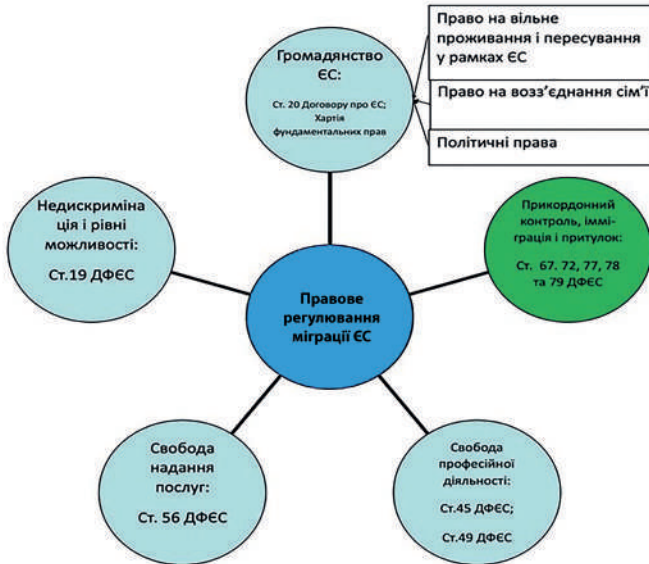 Громадянство
ЄС:
Ст. 20 Договору про ЄС;
Хартія
фундаментальних прав
Право на вільне
проживання і пересування
у рамках ЄС
Право на возз’єднання сім’ї
Політичні права
Недискриміна
ція і рівні
можливості:
Ст.19 ДФЄС
Прикордонний
контроль, іммі-
грація і притулок:
Ст. 67. 72, 77, 78
та 79 ДФЄС
Правове
регулювання
міграції ЄС
Свобода
надання
послуг:
Ст. 56 ДФЄС
Свобода
професійної
діяльності:
Ст.45 ДФЄС;
Ст.49 ДФЄС